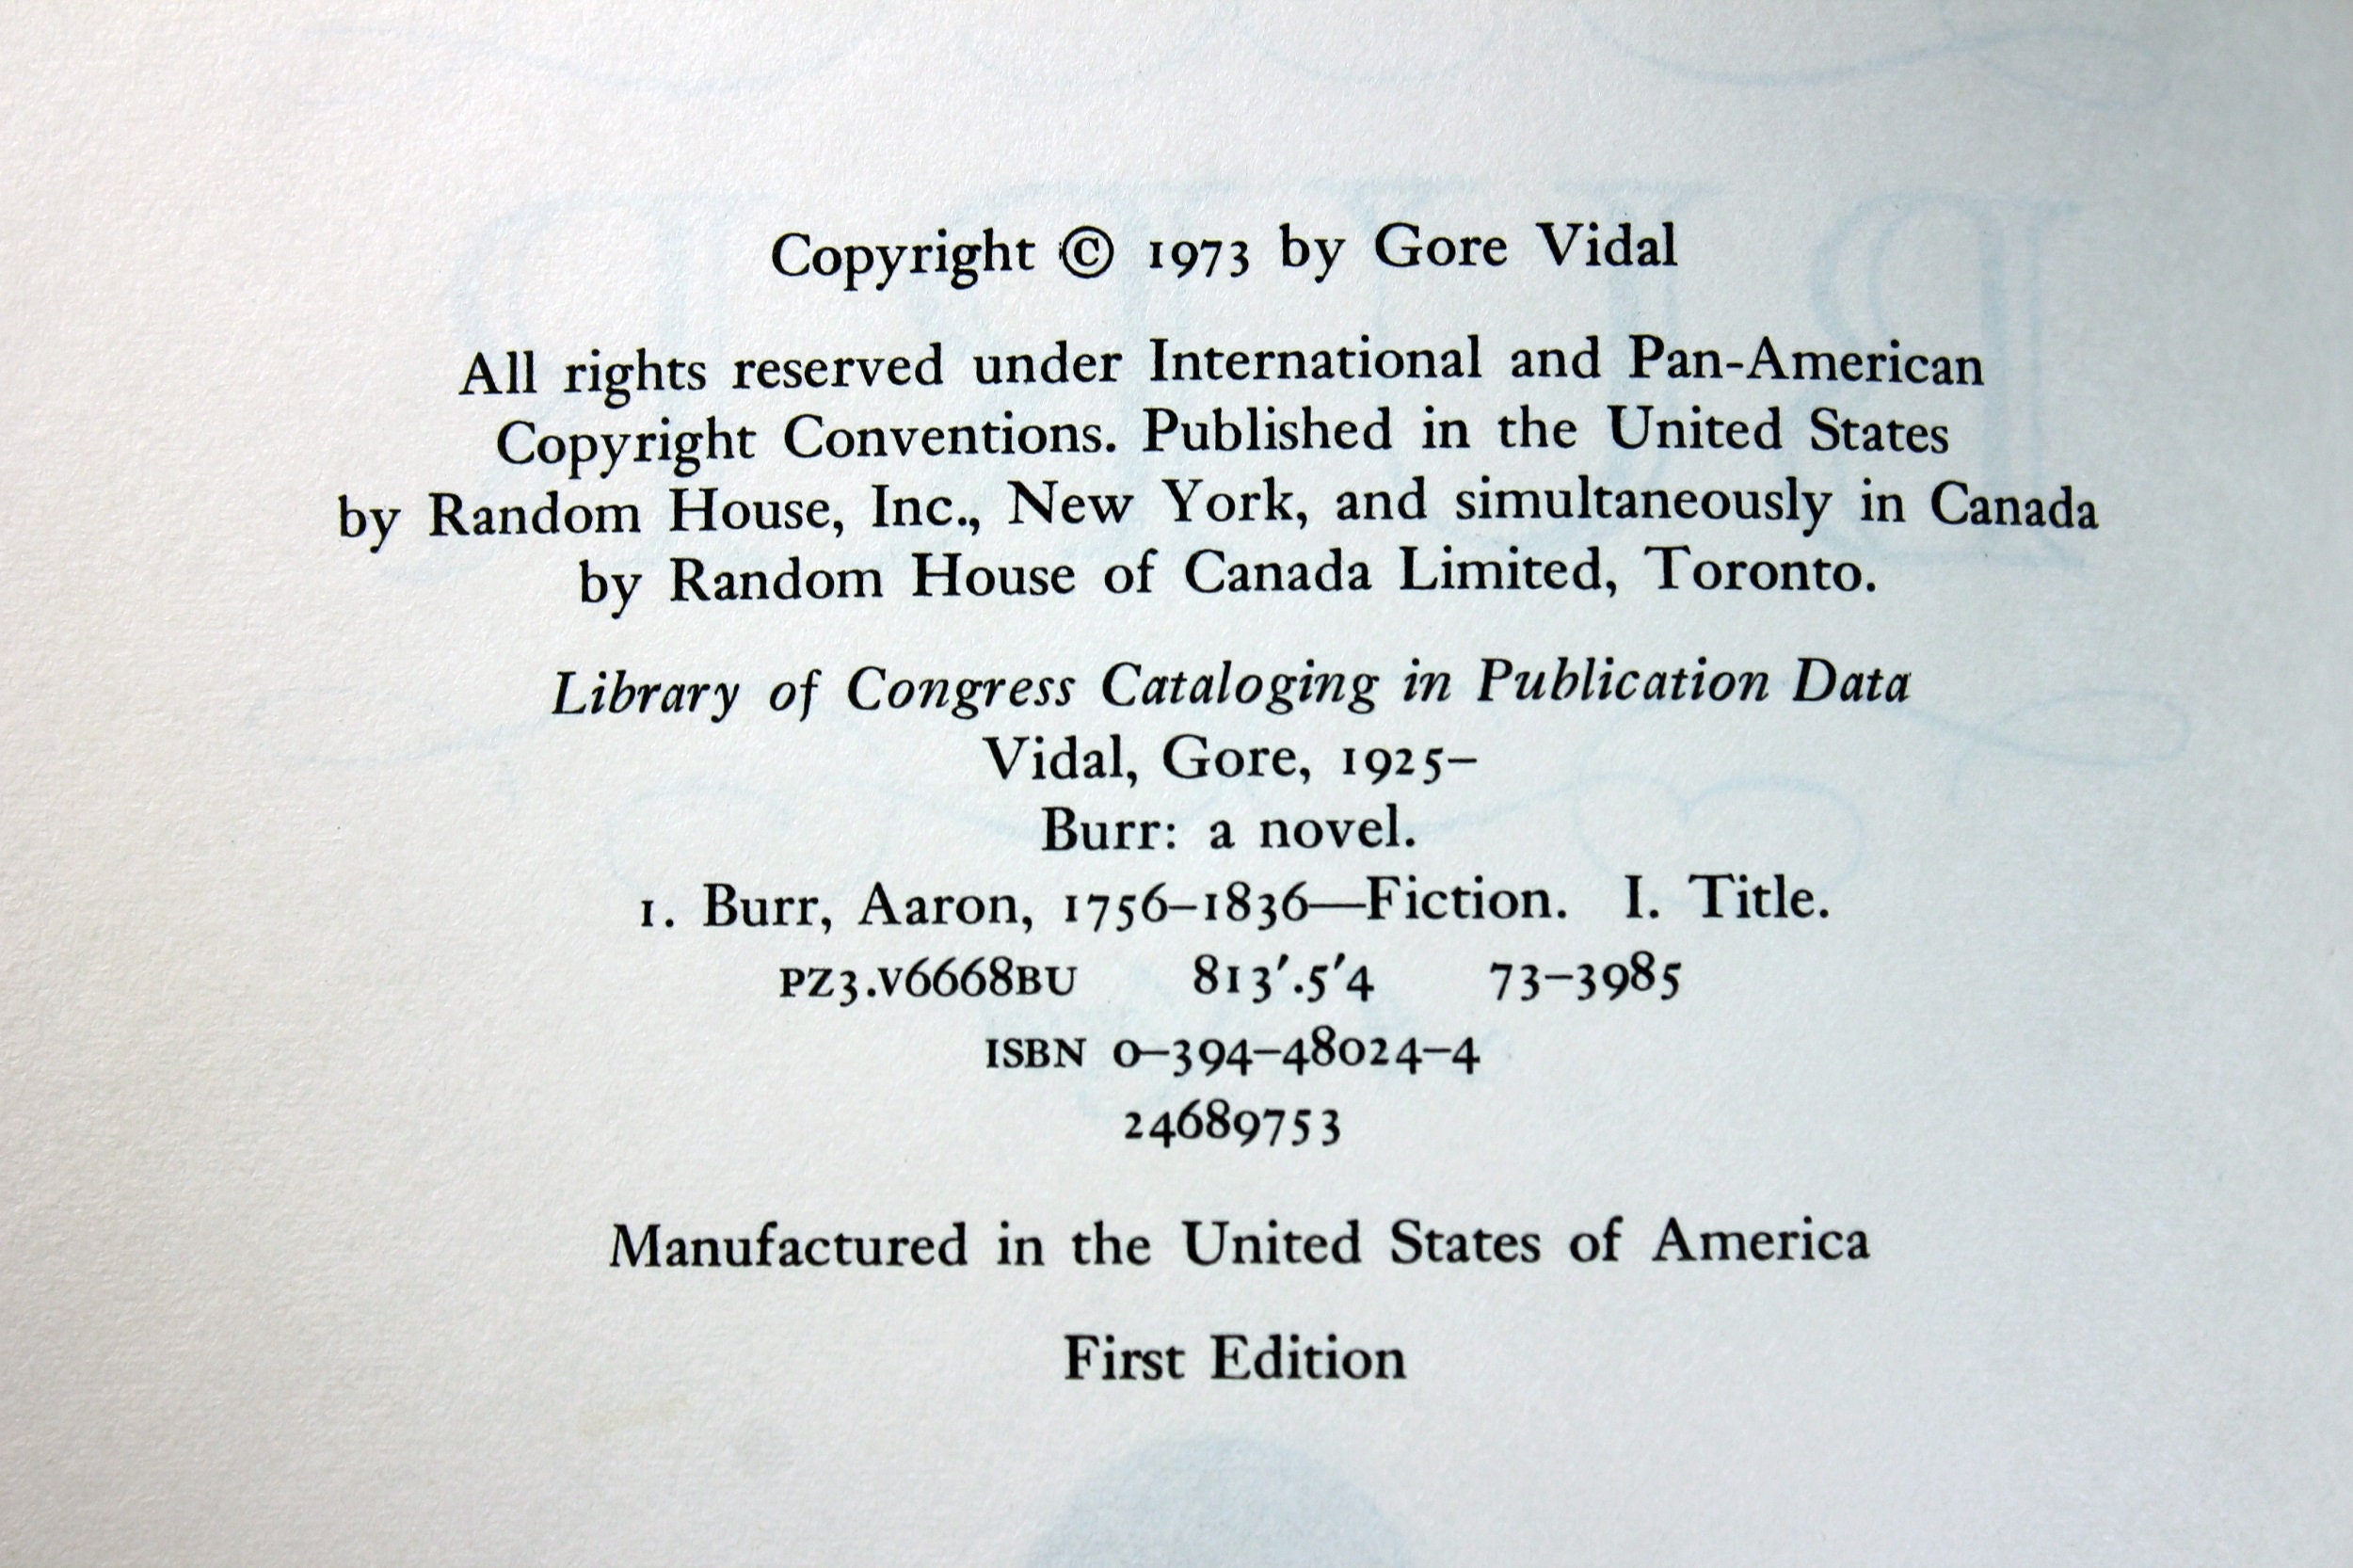 Copyright © 1973 by Gore Vidal
All rights reserved under International and Pan-American
Copyright Conventions. Published in the United States
by Random House, Inc., New York, and simultaneously in Canada
by Random House of Canada Limited, Toronto.
Library of Congress Cataloging in Publication Data
Vidal, Gore, 1925–
Burr: a novel.
1. Burr, Aaron, 1756–1836—Fiction. I. Title.
PZ3.V6668BU 813′.5′4 73–3985
ISBN 0–394–48024–4
24689753
Manufactured in the United States of America
First Edition